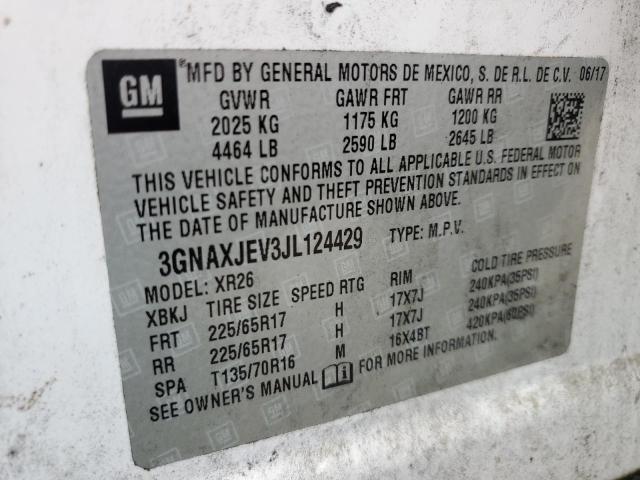 GM
® MFD BY GENERAL MOTORS DE MEXICO, S. DE R.L. DE C.V. 06/17
GVWR GAWR FRT GAWR RR
2025 KG 1175 KG 1200 KG
4464 LB 2590 LB 2645 LB
THIS VEHICLE CONFORMS TO ALL APPLICABLE U.S. FEDERAL MOTOR
VEHICLE SAFETY AND THEFT PREVENTION STANDARDS IN EFFECT ON
THE DATE OF MANUFACTURE SHOWN ABOVE.
3GNAXJEV3JL124429 TYPE: M.P.V.
MODEL: XR26
XBKJ TIRE SIZE SPEED RTG RIM COLD TIRE PRESSURE
FRT 225/65R17 H 17X7J 240KPA(35PSI)
RR 225/65R17 H 17X7J 240KPA(35PSI)
SPA T135/70R16 M 16X4BT 420KPA(60PSI)
SEE OWNER'S MANUAL FOR MORE INFORMATION.